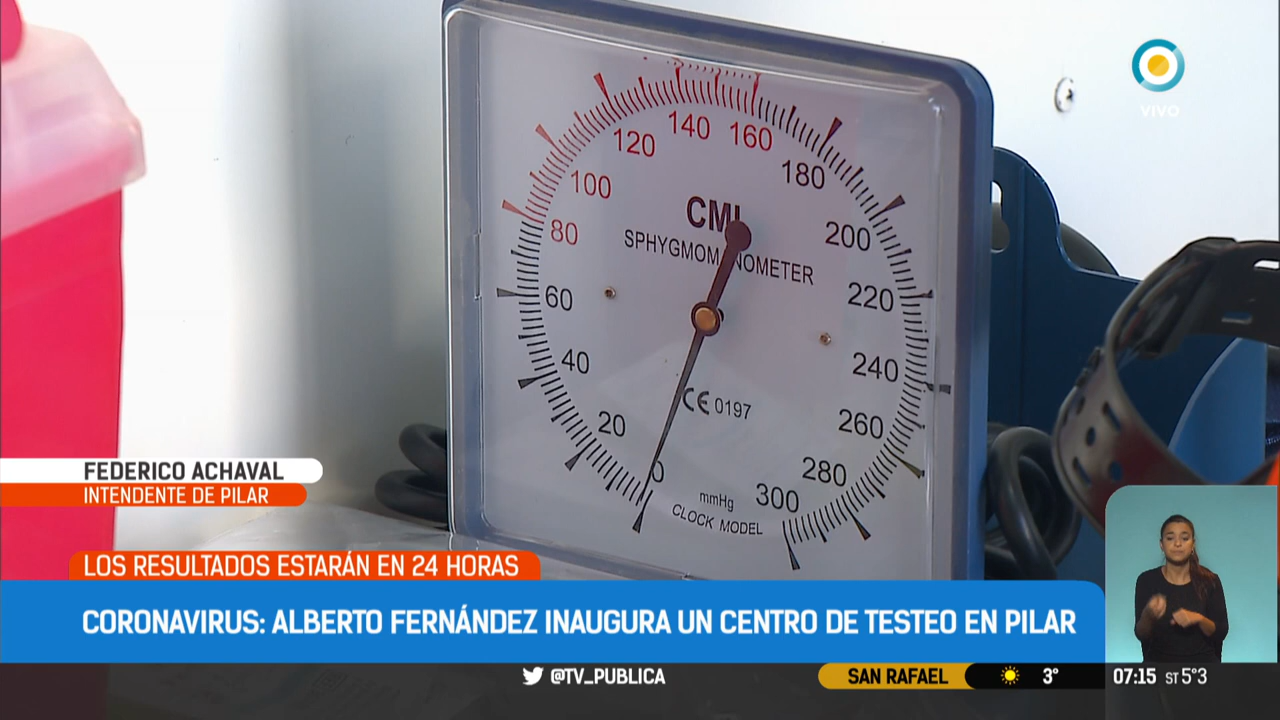 VIVO
140
160
120
180
100
CMI
80
200
SPHYGMOMANOMETER
60
220
40
240
CE 0197
20
260
0
280
mmHg
300
CLOCK MODEL
FEDERICO ACHAVAL
INTENDENTE DE PILAR
LOS RESULTADOS ESTARÁN EN 24 HORAS
CORONAVIRUS: ALBERTO FERNÁNDEZ INAUGURA UN CENTRO DE TESTEO EN PILAR
@TV_PUBLICA
SAN RAFAEL 3° 07:15 ST 5°3